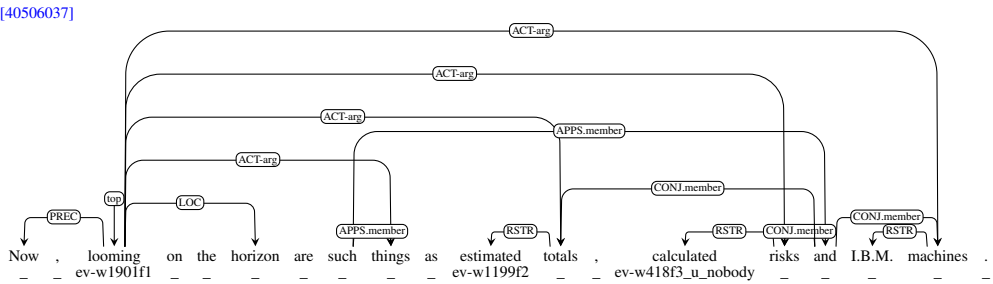 [40506037]
ACT-arg
ACT-arg
ACT-arg
APPS.member
ACT-arg
CONJ.member
top
LOC
PREC
CONJ.member
APPS.member
RSTR
RSTR
CONJ.member
RSTR
Now , looming on the horizon are such things as estimated totals , calculated risks and I.B.M. machines .
_ _ ev-w1901f1 _ _ _ _ _ _ _ ev-w1199f2 _ _ ev-w418f3_u_nobody _ _ _ _ _